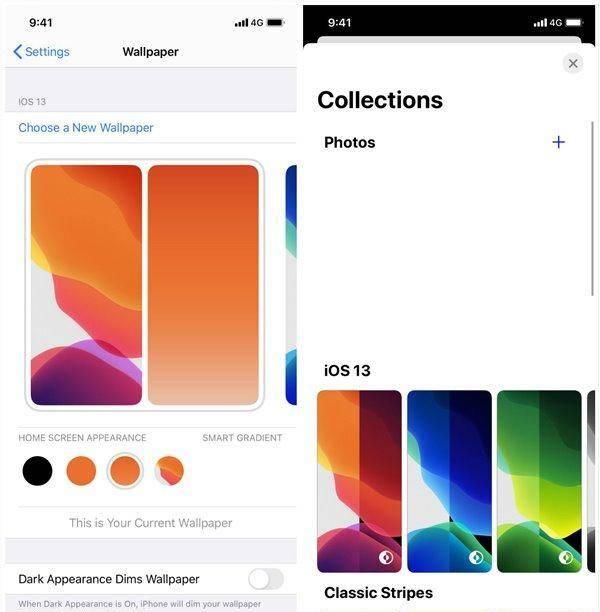 9:41
4G
Settings
Wallpaper
IOS 13
Choose a New Wallpaper
HOME SCREEN APPEARANCE
SMART GRADIENT
This is Your Current Wallpaper
Dark Appearance Dims Wallpaper
When Dark Appearance is On, iPhone will dim your wallpaper
9:41
4G
Collections
Photos
iOS 13
Classic Stripes